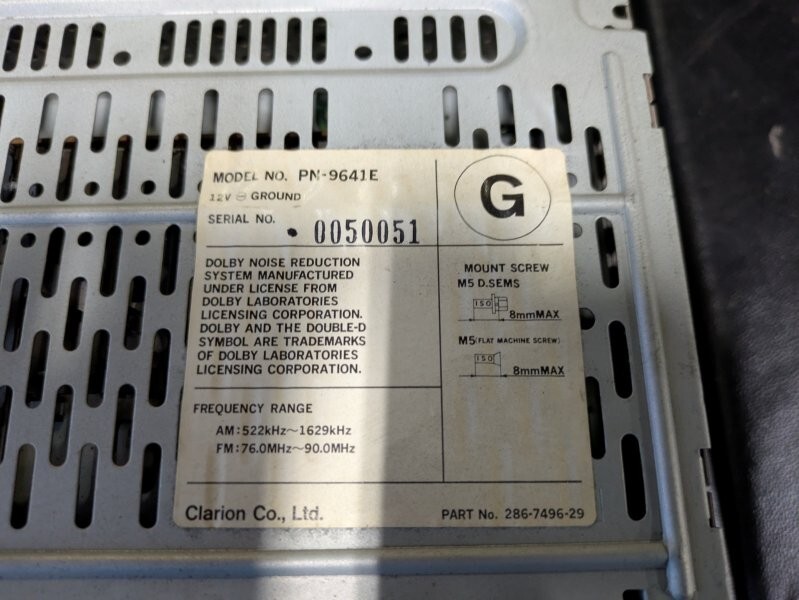 MODEL NO. PN-9641E
12V ⊖ GROUND
SERIAL NO.
0050051
G
DOLBY NOISE REDUCTION
SYSTEM MANUFACTURED
UNDER LICENSE FROM
DOLBY LABORATORIES
LICENSING CORPORATION.
DOLBY AND THE DOUBLE-D
SYMBOL ARE TRADEMARKS
OF DOLBY LABORATORIES
LICENSING CORPORATION.
MOUNT SCREW
M5 D.SEMS
ISO
8mmMAX
M5(FLAT MACHINE SCREW)
ISO
8mmMAX
FREQUENCY RANGE
AM:522kHz~1629kHz
FM:76.0MHz~90.0MHz
Clarion Co., Ltd.
PART No. 286-7496-29